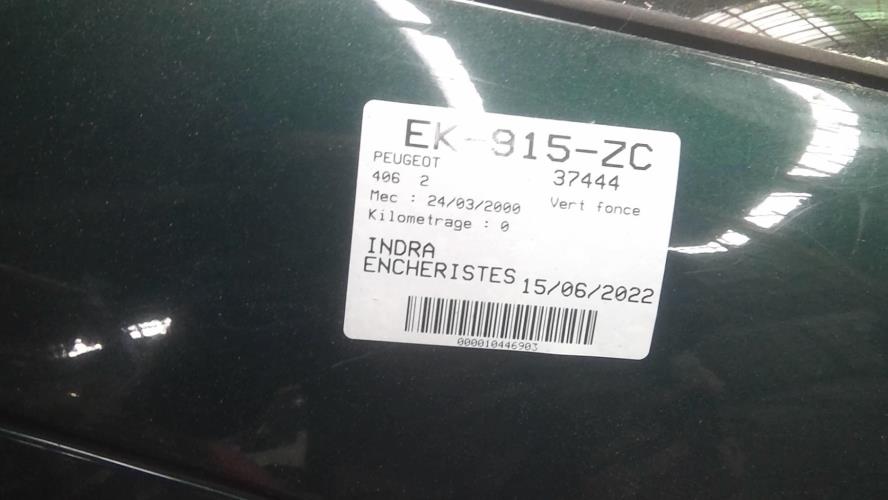 EK-915-ZC
PEUGEOT
406 2 37444
Mec : 24/03/2000 Vert fonce
Kilometrage : 0
INDRA
ENCHERISTES 15/06/2022
000010446903